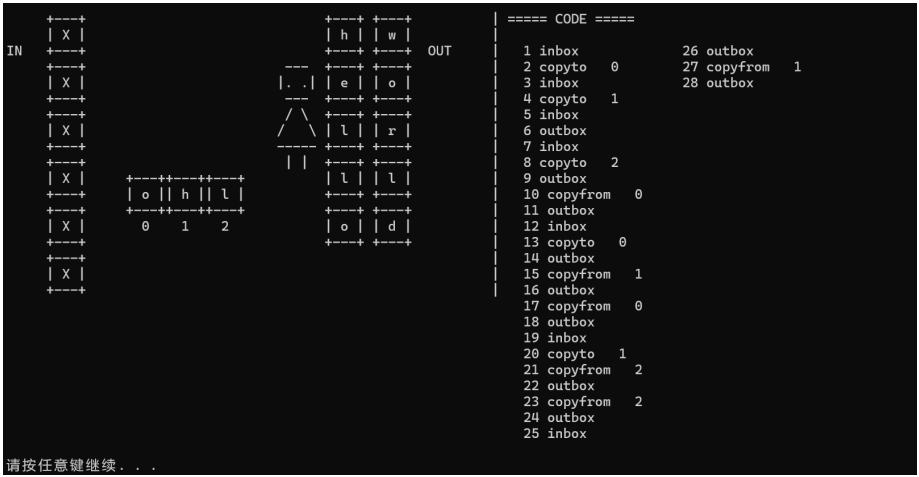 ===== CODE =====
IN
OUT
X
X
X
X
X
X
h w
e o
l r
l l
o d
o h l
0 1 2
1 inbox
2 copyto 0
3 inbox
4 copyto 1
5 inbox
6 outbox
7 inbox
8 copyto 2
9 outbox
10 copyfrom 0
11 outbox
12 inbox
13 copyto 0
14 outbox
15 copyfrom 1
16 outbox
17 copyfrom 0
18 outbox
19 inbox
20 copyto 1
21 copyfrom 2
22 outbox
23 copyfrom 2
24 outbox
25 inbox
26 outbox
27 copyfrom 1
28 outbox
请按任意键继续. . .